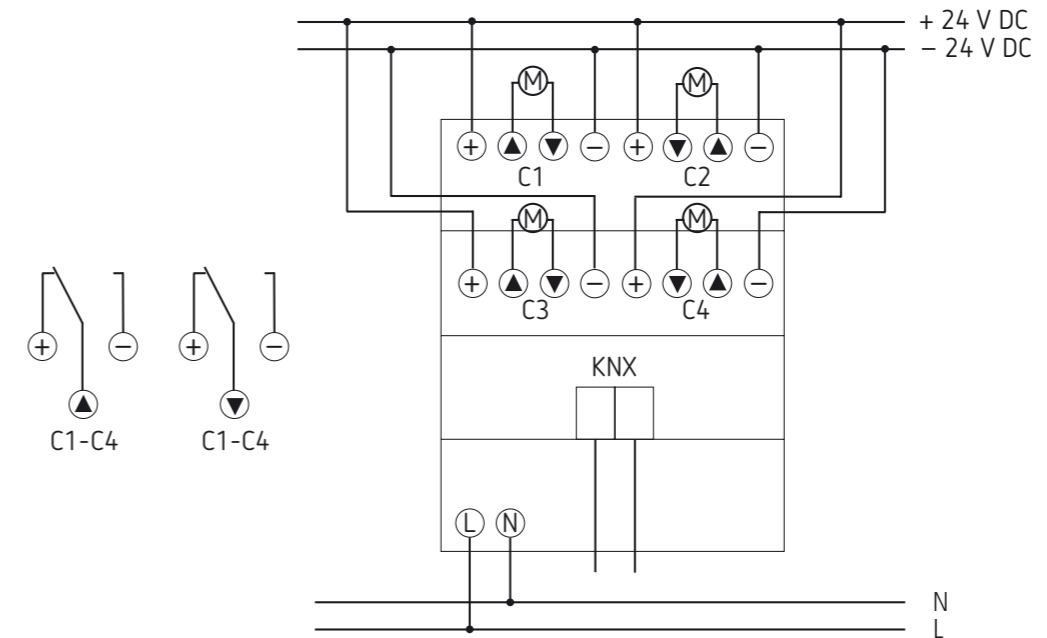 + 24 V DC
− 24 V DC
M M
+ ▲ ▼ − + ▼ ▲ −
C1 C2
M M
+ ▲ ▼ − + ▼ ▲ −
C3 C4
+ − + −
▲ ▼
C1-C4 C1-C4
KNX
L N
N
L